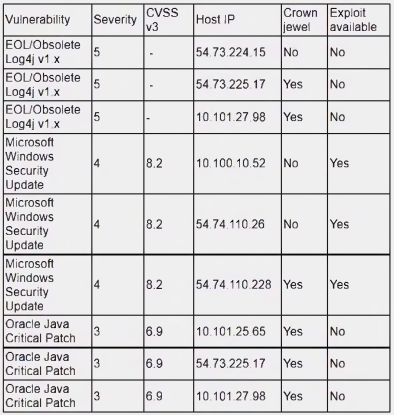 Vulnerability Severity CVSS v3 Host IP Crown jewel Exploit available
EOL/Obsolete Log4j v1.x 5 - 54.73.224.15 No No
EOL/Obsolete Log4j v1.x 5 - 54.73.225.17 Yes No
EOL/Obsolete Log4j v1.x 5 - 10.101.27.98 Yes No
Microsoft Windows Security Update 4 8.2 10.100.10.52 No Yes
Microsoft Windows Security Update 4 8.2 54.74.110.26 No Yes
Microsoft Windows Security Update 4 8.2 54.74.110.228 Yes Yes
Oracle Java Critical Patch 3 6.9 10.101.25.65 Yes No
Oracle Java Critical Patch 3 6.9 54.73.225.17 Yes No
Oracle Java Critical Patch 3 6.9 10.101.27.98 Yes No